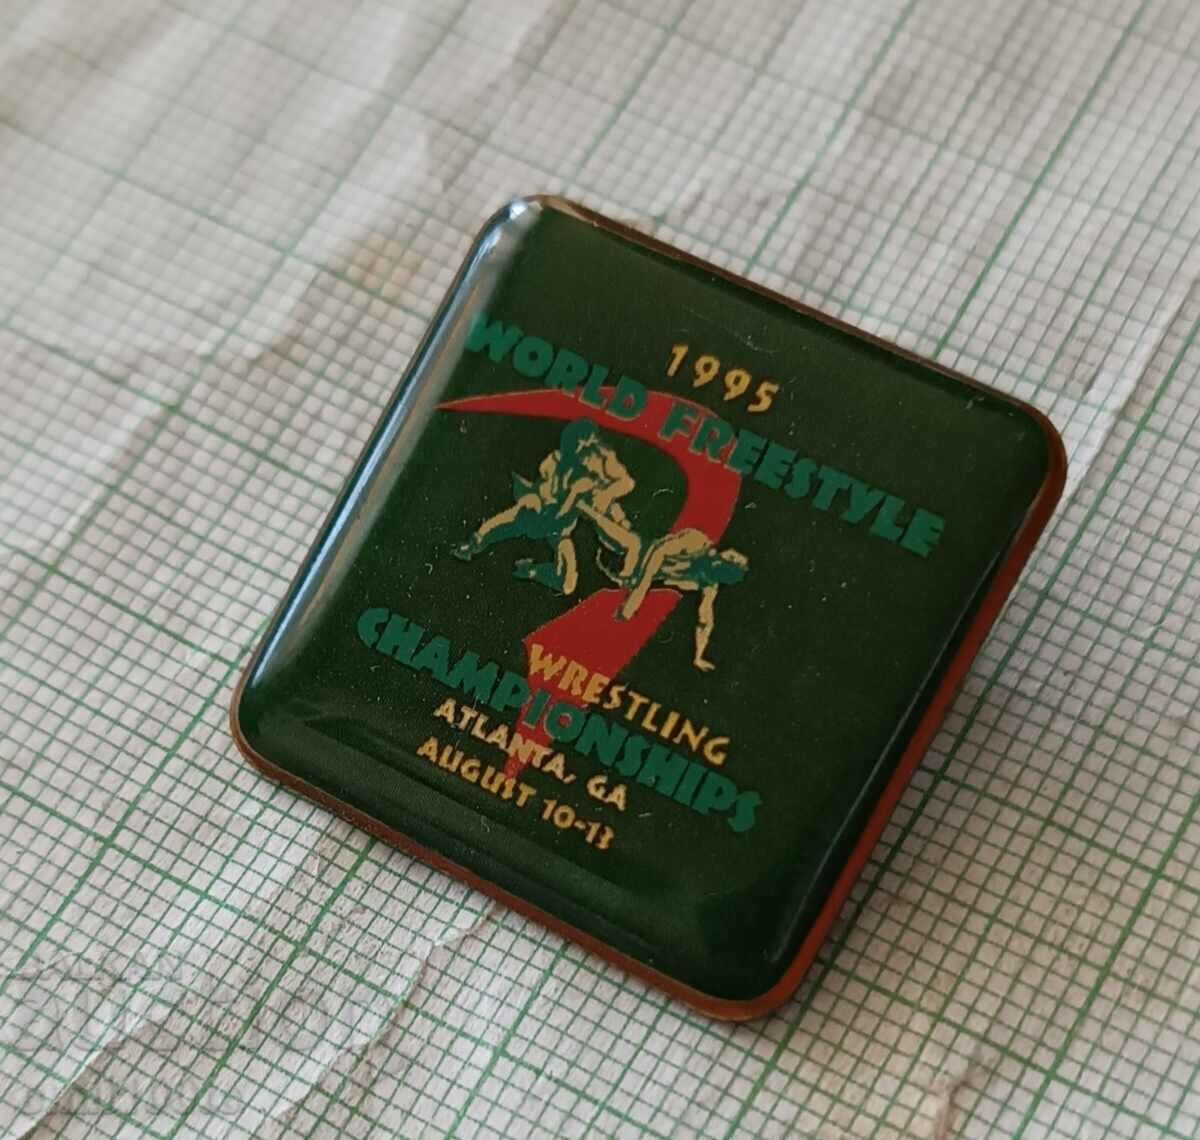 1995
WORLD FREESTYLE
WRESTLING
CHAMPIONSHIPS
ATLANTA, GA
AUGUST 10-13